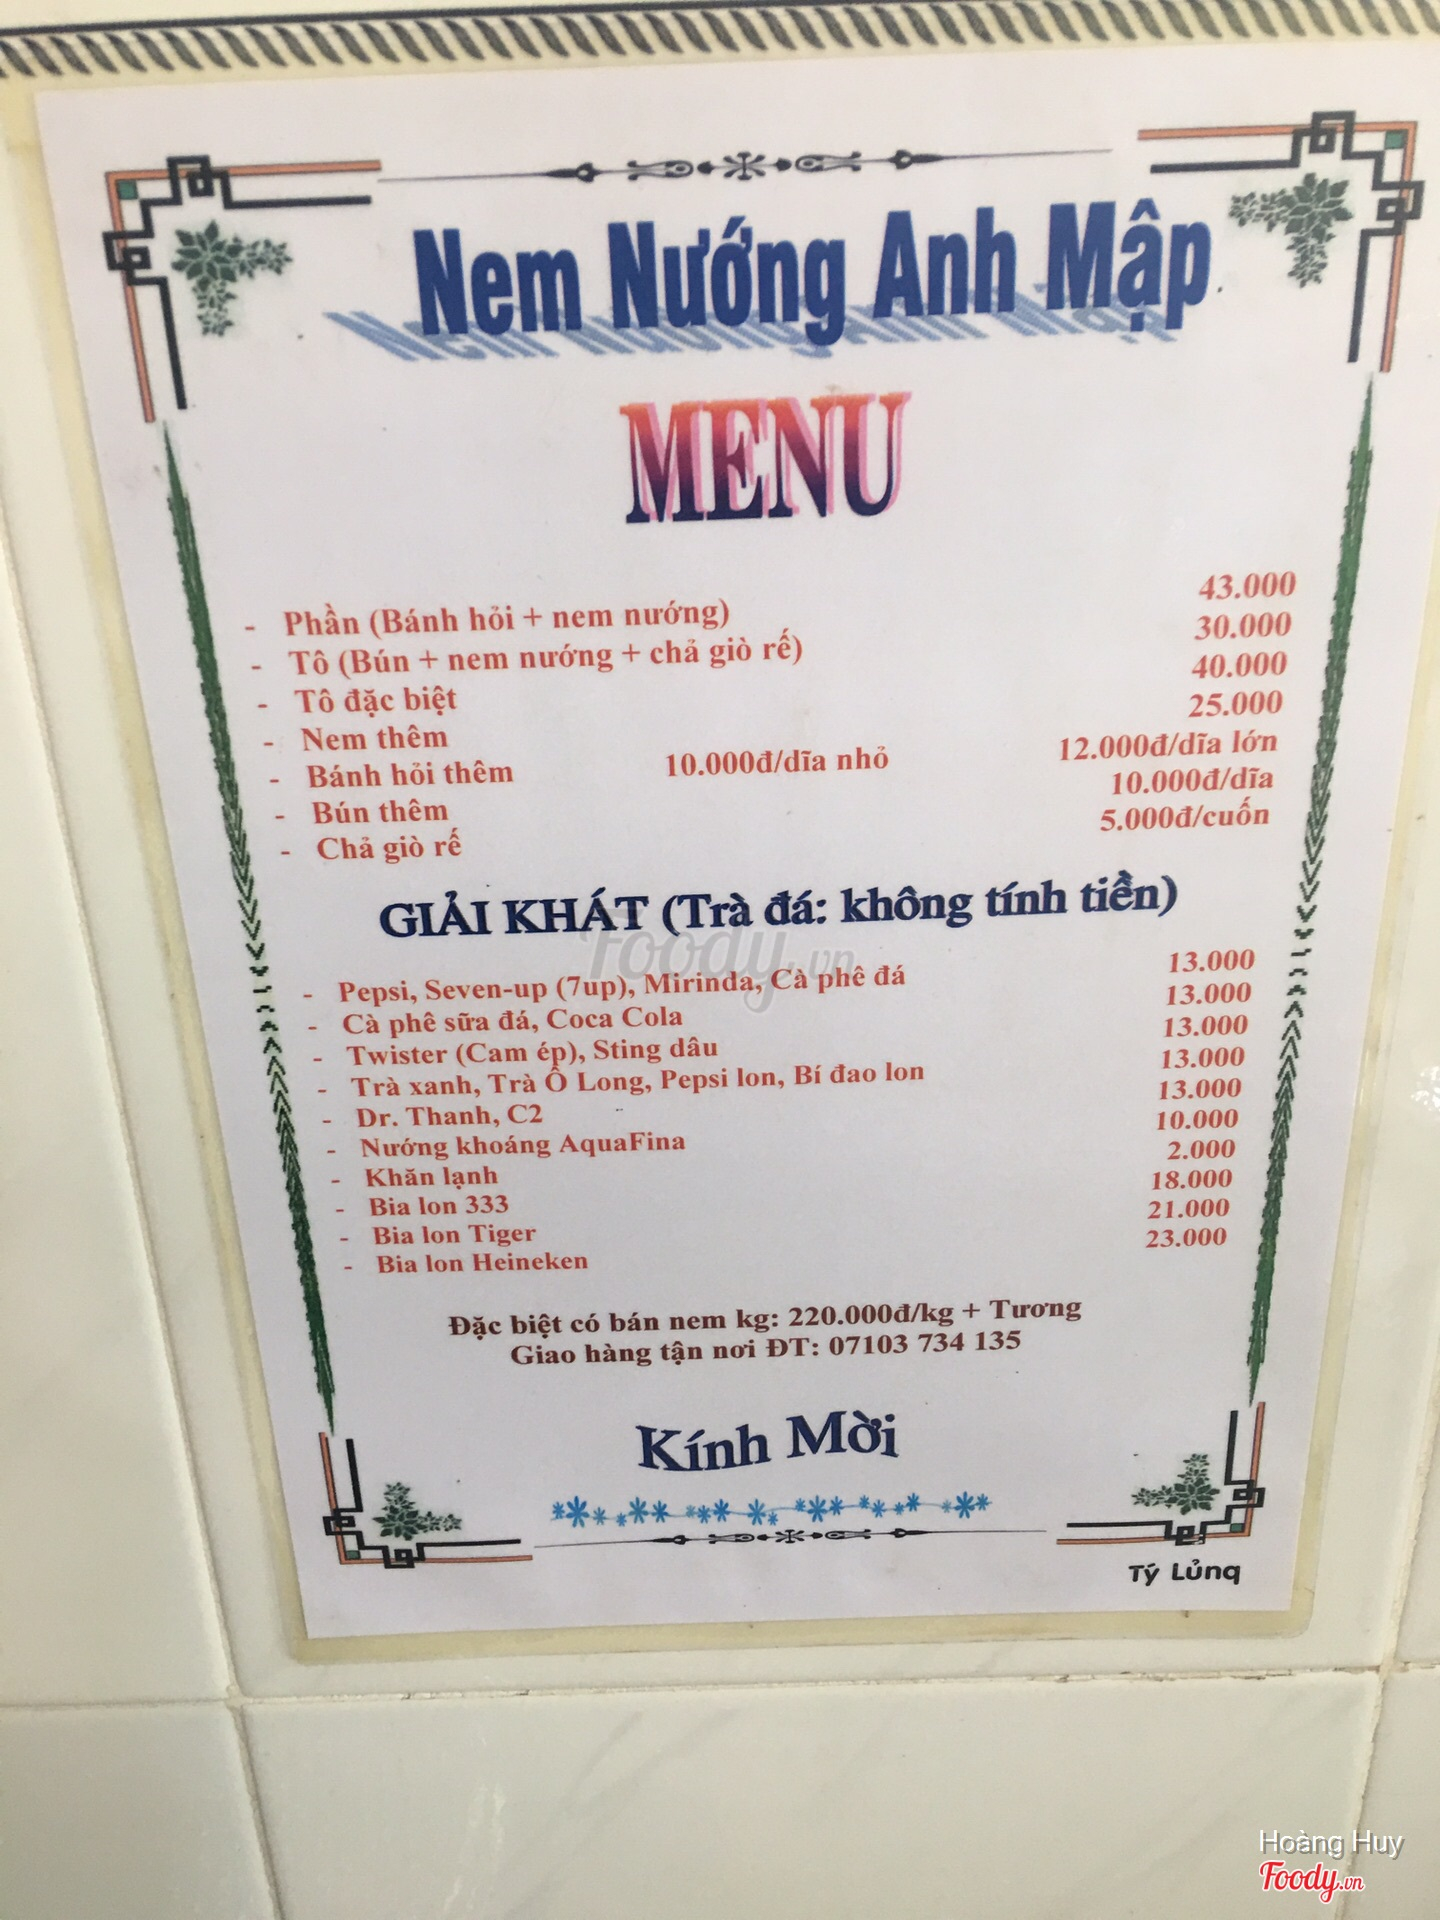 Nem Nướng Anh Mập
MENU
- Phần (Bánh hỏi + nem nướng) 43.000
- Tô (Bún + nem nướng + chả giò rế) 30.000
- Tô đặc biệt 40.000
- Nem thêm 25.000
- Bánh hỏi thêm 10.000đ/dĩa nhỏ 12.000đ/dĩa lớn
- Bún thêm 10.000đ/dĩa
- Chả giò rế 5.000đ/cuốn
GIẢI KHÁT (Trà đá: không tính tiền)
- Pepsi, Seven-up (7up), Mirinda, Cà phê đá 13.000
- Cà phê sữa đá, Coca Cola 13.000
- Twister (Cam ép), Sting dâu 13.000
- Trà xanh, Trà Ô Long, Pepsi lon, Bí đao lon 13.000
- Dr. Thanh, C2 13.000
- Nướng khoáng AquaFina 10.000
- Khăn lạnh 2.000
- Bia lon 333 18.000
- Bia lon Tiger 21.000
- Bia lon Heineken 23.000
Đặc biệt có bán nem kg: 220.000đ/kg + Tương
Giao hàng tận nơi ĐT: 07103 734 135
Kính Mời
Tý Lủng
Foody.vn
Hoàng Huy
Foody.vn